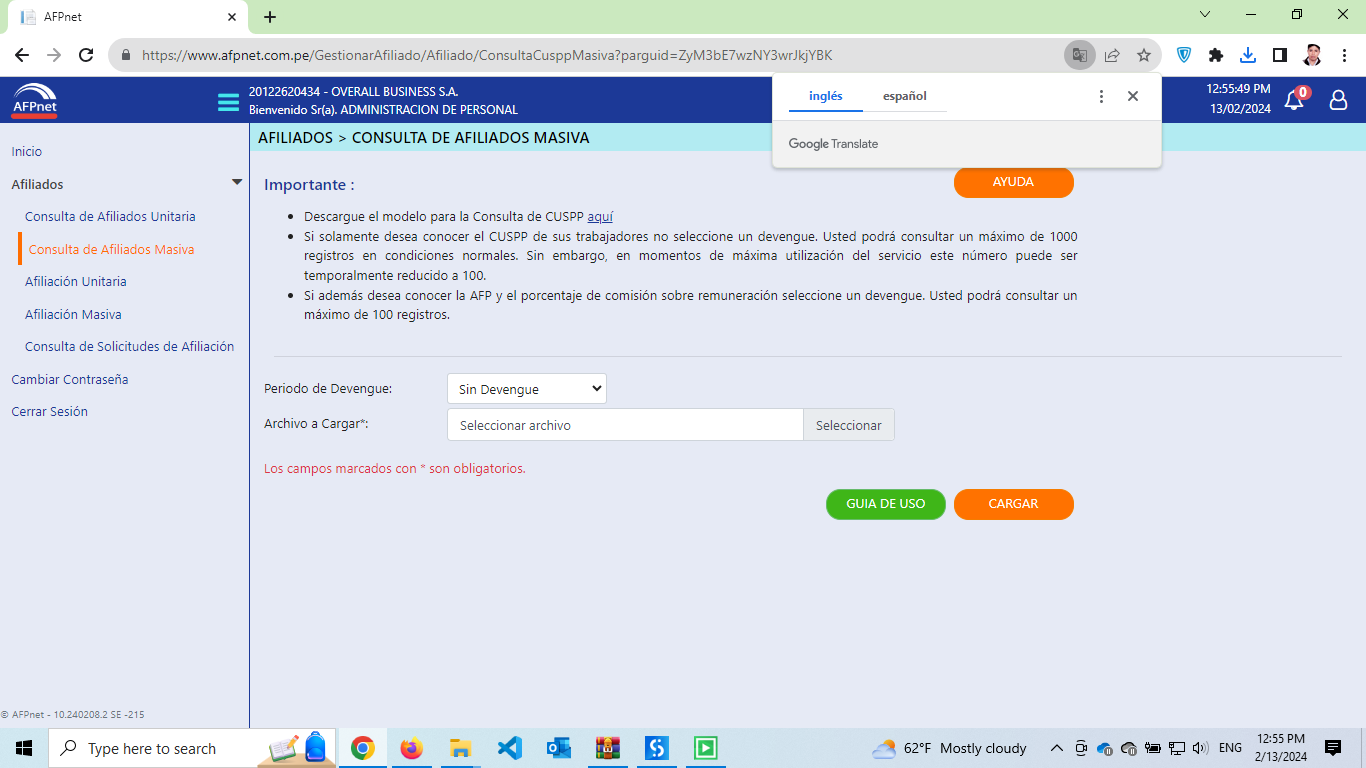 AFPnet
https://www.afpnet.com.pe/GestionarAfiliado/Afiliado/ConsultaCusppMasiva?parguid=ZyM3bE7wzNY3wrJkjYBK
AFPnet
20122620434 - OVERALL BUSINESS S.A.
Bienvenido Sr(a). ADMINISTRACION DE PERSONAL
inglés español
Google Translate
12:55:49 PM
13/02/2024
0
AFILIADOS > CONSULTA DE AFILIADOS MASIVA
Inicio
Afiliados
Consulta de Afiliados Unitaria
Consulta de Afiliados Masiva
Afiliación Unitaria
Afiliación Masiva
Consulta de Solicitudes de Afiliación
Cambiar Contraseña
Cerrar Sesión
Importante :
AYUDA
Descargue el modelo para la Consulta de CUSPP aquí
Si solamente desea conocer el CUSPP de sus trabajadores no seleccione un devengue. Usted podrá consultar un máximo de 1000
registros en condiciones normales. Sin embargo, en momentos de máxima utilización del servicio este número puede ser
temporalmente reducido a 100.
Si además desea conocer la AFP y el porcentaje de comisión sobre remuneración seleccione un devengue. Usted podrá consultar un
máximo de 100 registros.
Periodo de Devengue: Sin Devengue
Archivo a Cargar*: Seleccionar archivo Seleccionar
Los campos marcados con * son obligatorios.
GUIA DE USO CARGAR
© AFPnet - 10.240208.2 SE -215
Type here to search
62°F Mostly cloudy
ENG
12:55 PM
2/13/2024